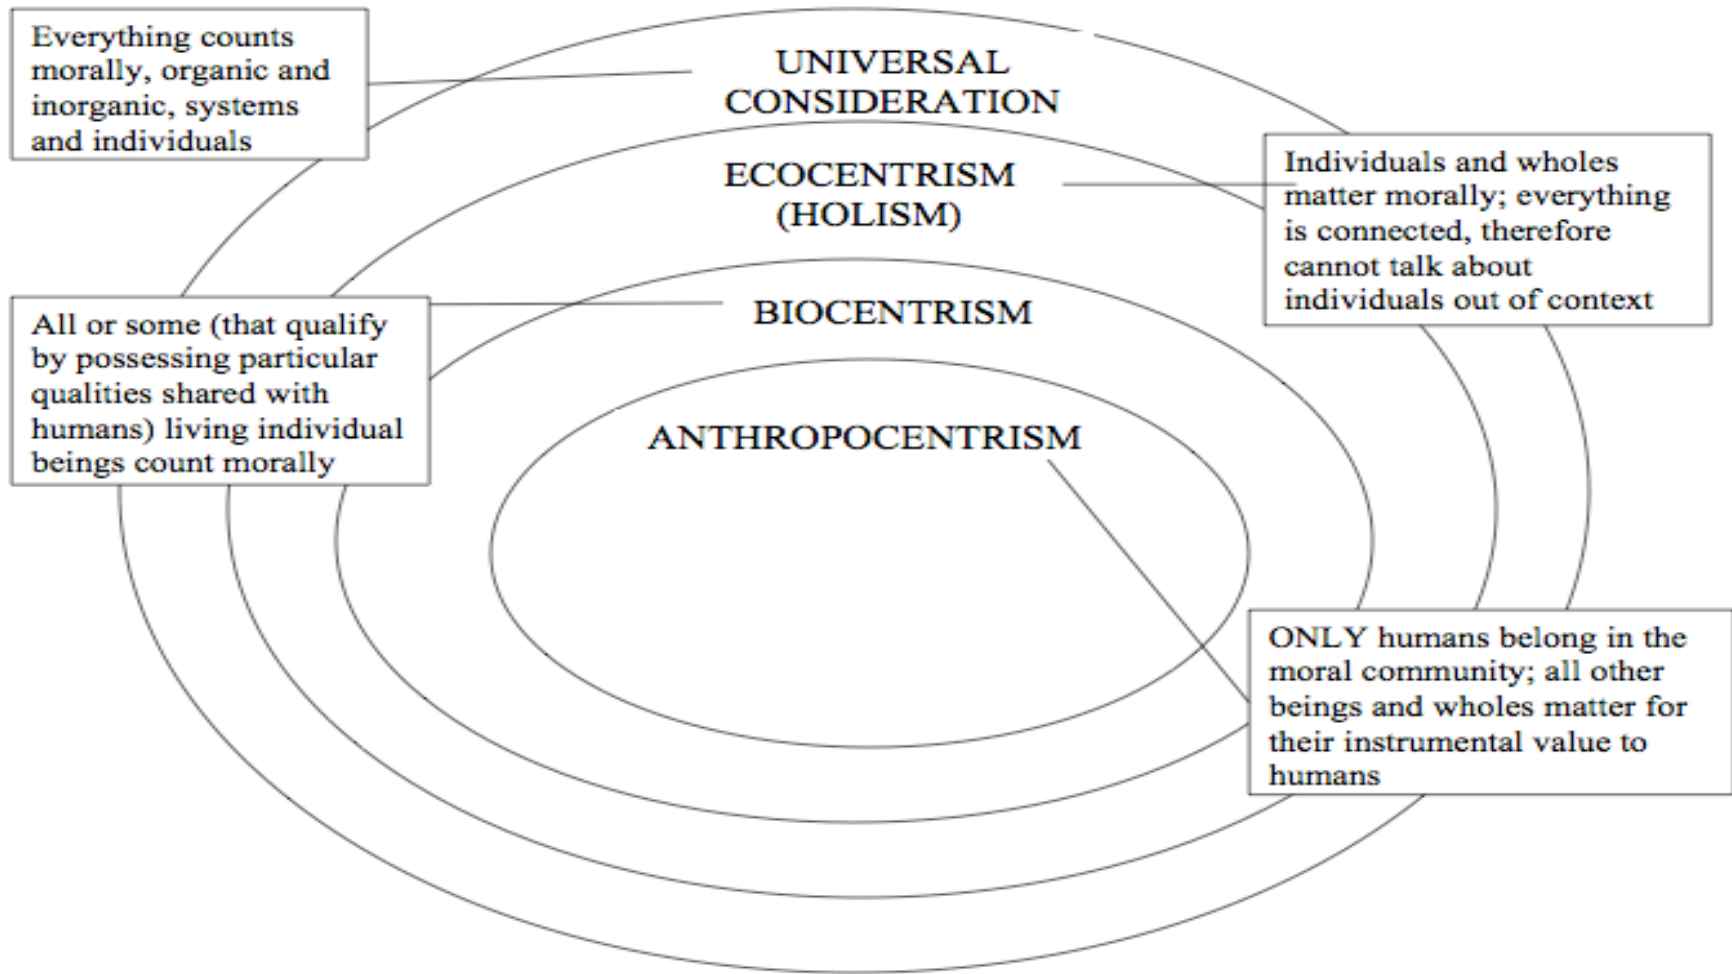 Everything counts
morally, organic and
inorganic, systems
and individuals
UNIVERSAL
CONSIDERATION
ECOCENTRISM
(HOLISM)
Individuals and wholes
matter morally; everything
is connected, therefore
cannot talk about
individuals out of context
All or some (that qualify
by possessing particular
qualities shared with
humans) living individual
beings count morally
BIOCENTRISM
ANTHROPOCENTRISM
ONLY humans belong in the
moral community; all other
beings and wholes matter for
their instrumental value to
humans